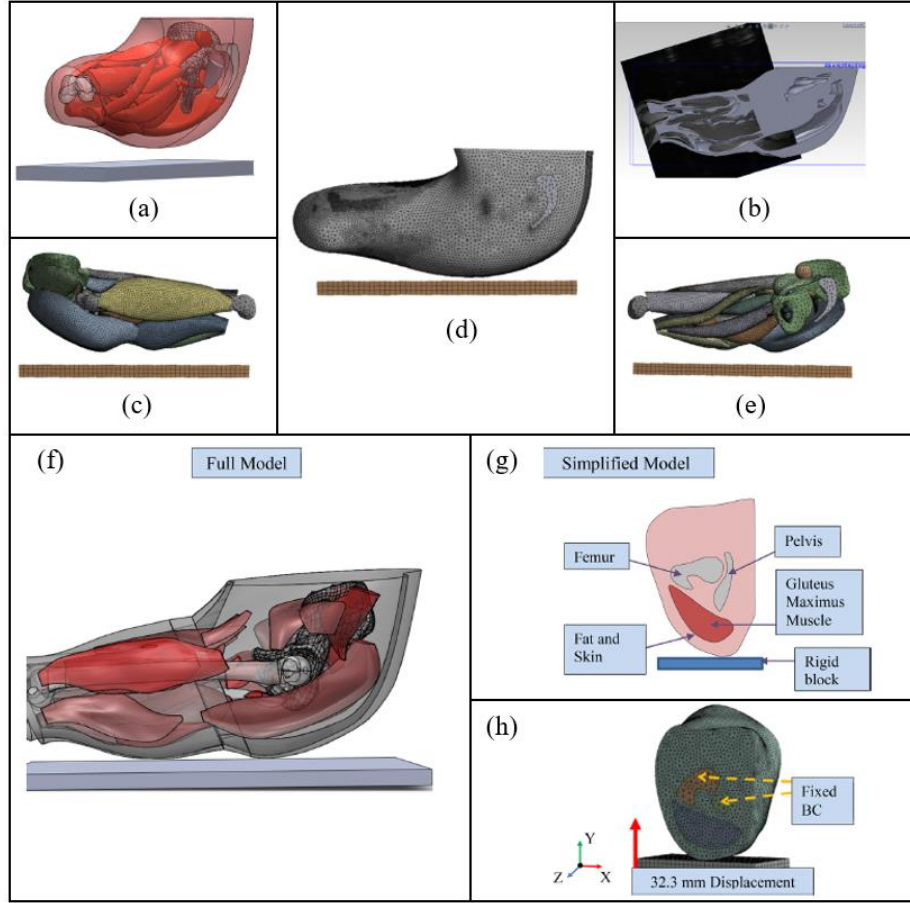 (a)
(b)
(c)
(d)
(e)
(f)
Full Model
(g)
Simplified Model
Femur
Pelvis
Gluteus
Maximus
Muscle
Fat and
Skin
Rigid
block
(h)
Fixed
BC
Y
X
Z
32.3 mm Displacement